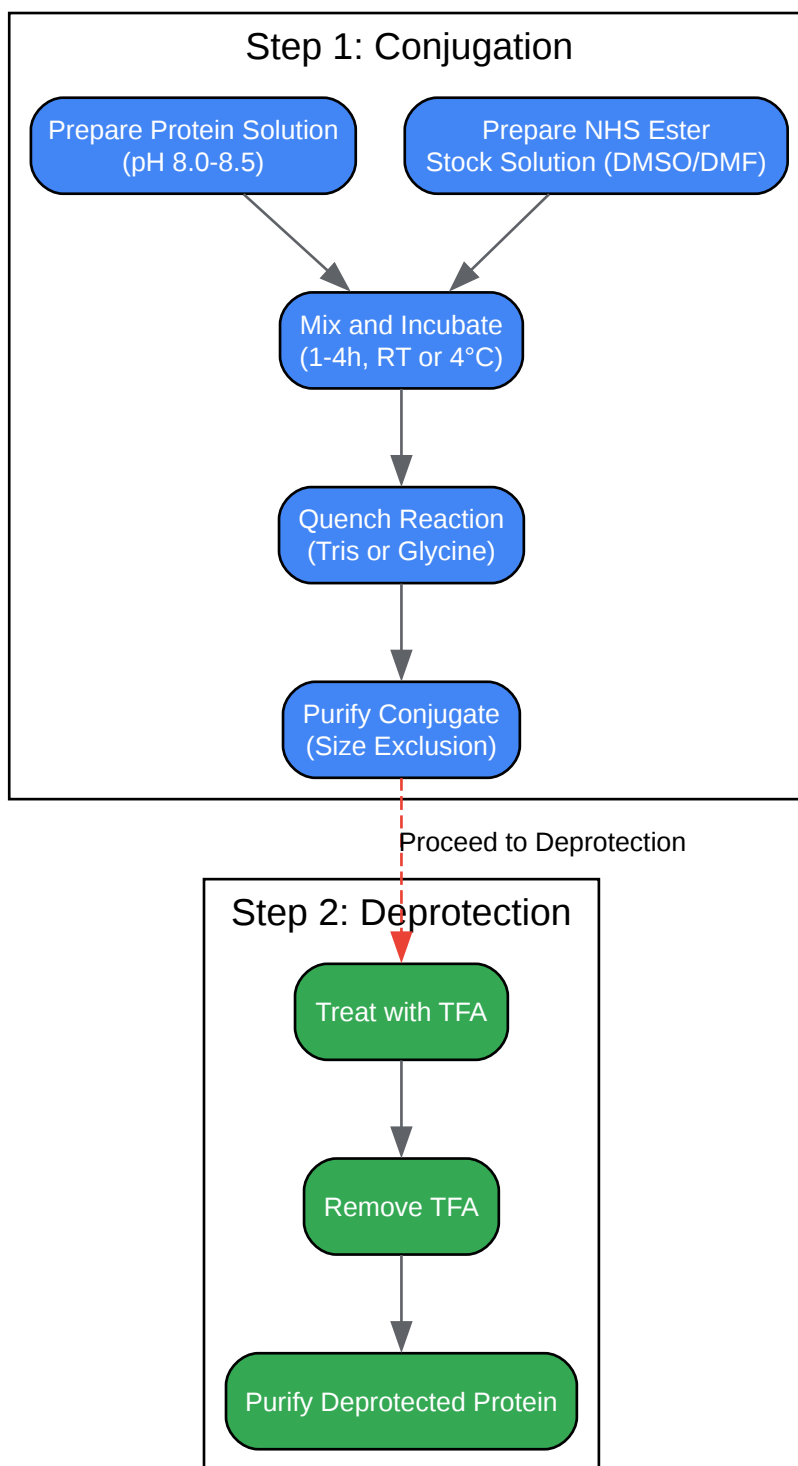 Step 1: Conjugation
Prepare Protein Solution
(pH 8.0-8.5)
Prepare NHS Ester
Stock Solution (DMSO/DMF)
Mix and Incubate
(1-4h, RT or 4°C)
Quench Reaction
(Tris or Glycine)
Purify Conjugate
(Size Exclusion)
Proceed to Deprotection
Step 2: Deprotection
Treat with TFA
Remove TFA
Purify Deprotected Protein